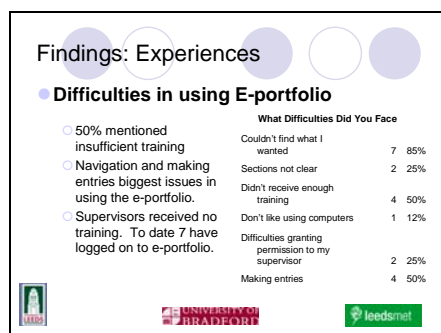 Findings: Experiences
Difficulties in using E-portfolio
50% mentioned
insufficient training
Navigation and making
entries biggest issues in
using the e-portfolio.
Supervisors received no
training. To date 7 have
logged on to e-portfolio.
What Difficulties Did You Face
Couldn't find what I
wanted 7 85%
Sections not clear 2 25%
Didn't receive enough
training 4 50%
Don't like using computers 1 12%
Difficulties granting
permission to my
supervisor 2 25%
Making entries 4 50%
LEEDS
UNIVERSITY OF
BRADFORD
leedsmet